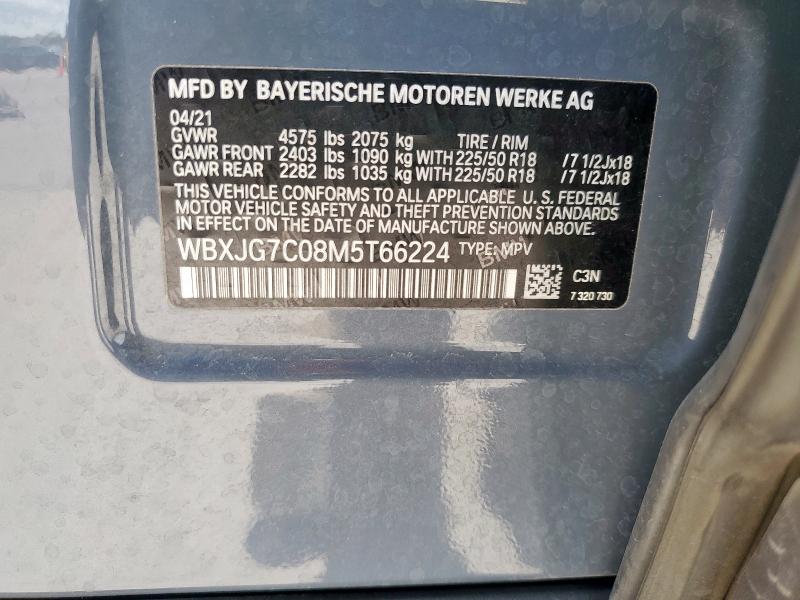 MFD BY BAYERISCHE MOTOREN WERKE AG
04/21
GVWR 4575 lbs 2075 kg TIRE / RIM
GAWR FRONT 2403 lbs 1090 kg WITH 225/50 R18 /7 1/2Jx18
GAWR REAR 2282 lbs 1035 kg WITH 225/50 R18 /7 1/2Jx18
THIS VEHICLE CONFORMS TO ALL APPLICABLE U. S. FEDERAL
MOTOR VEHICLE SAFETY AND THEFT PREVENTION STANDARDS
IN EFFECT ON THE DATE OF MANUFACTURE SHOWN ABOVE.
WBXJG7C08M5T66224 TYPE: MPV
C3N
7 320 730